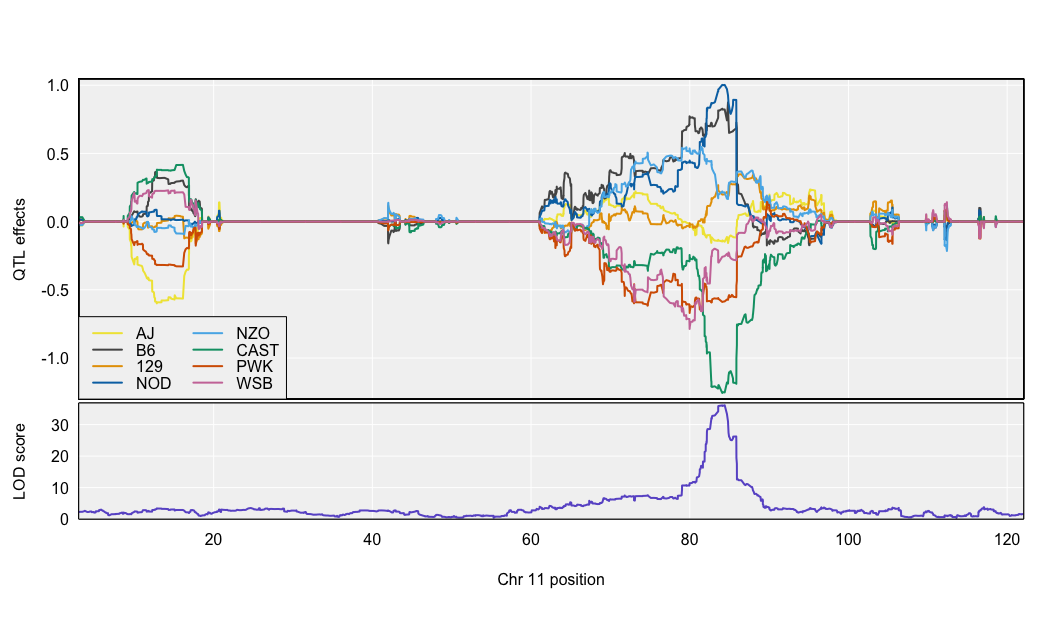 1.0
0.5
0.0
-0.5
-1.0
QTL effects
AJ NZO
B6 CAST
129 PWK
NOD WSB
30
20
10
0
LOD score
20 40 60 80 100 120
Chr 11 position